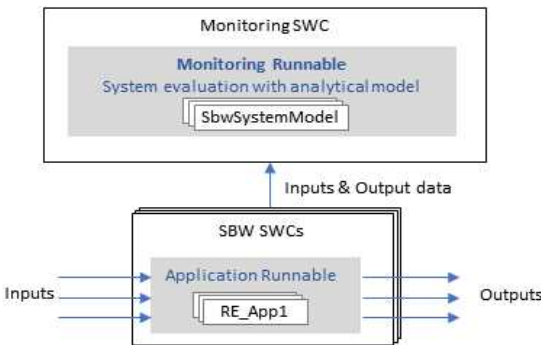 Monitoring SWC
Monitoring Runnable
System evaluation with analytical model
SbwSystemModel
Inputs & Output data
SBW SWCs
Application Runnable
Inputs
RE_App1
Outputs